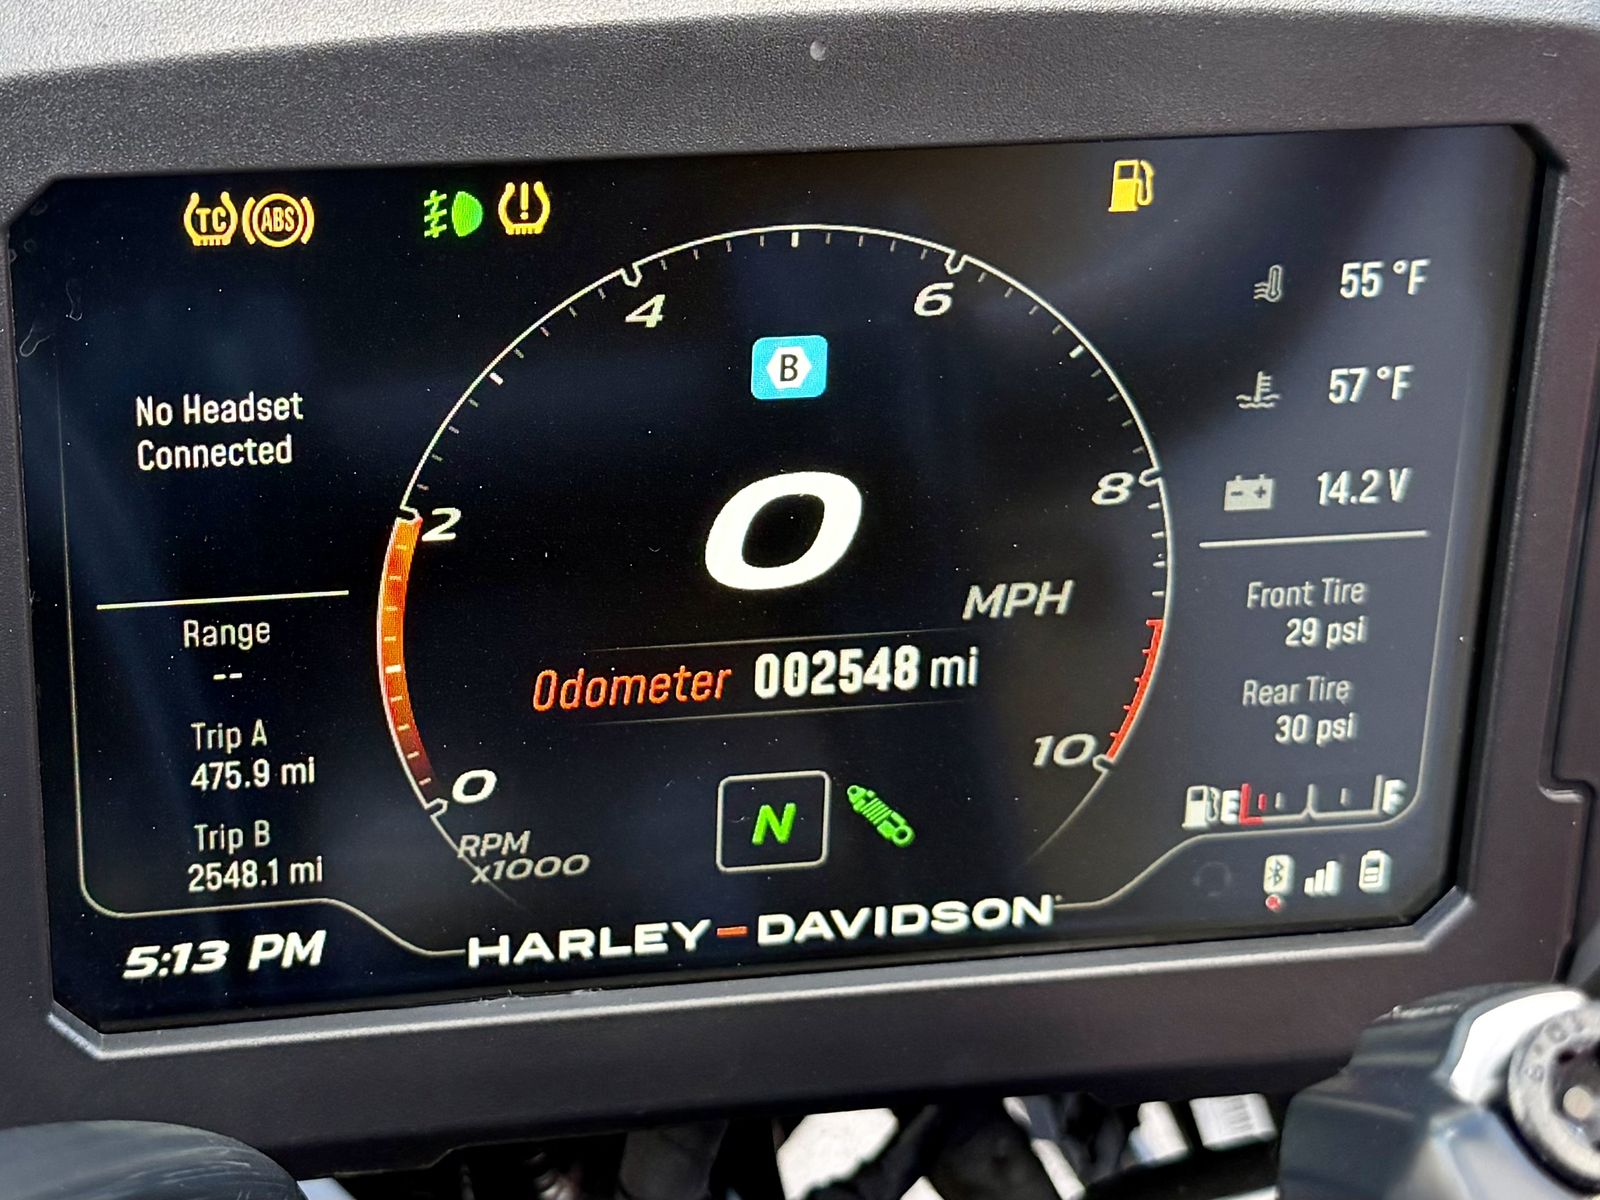 TC ABS
!
4
6
55 °F
B
57 °F
No Headset
Connected
8
14.2 V
2
0
MPH
Front Tire
29 psi
Range
--
Odometer 002548 mi
Rear Tire
30 psi
Trip A
475.9 mi
10
0
N
E F
Trip B
2548.1 mi
RPM
x1000
5:13 PM
HARLEY-DAVIDSON